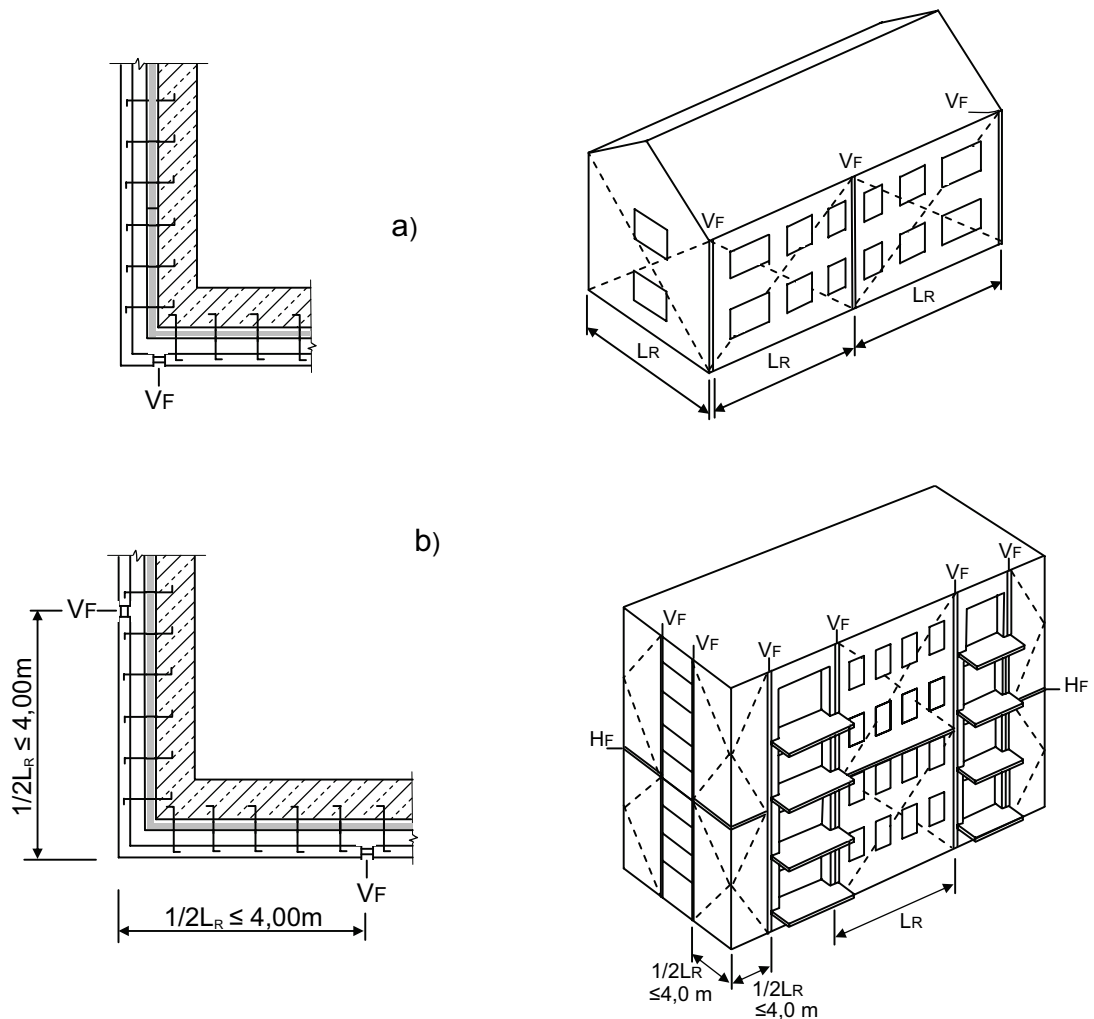 a)
VF
VF
VF
VF
LR
LR
LR
b)
VF
1/2LR ≤ 4,00m
VF
1/2LR ≤ 4,00m
VF
VF
VF
VF
VF
VF
HF
HF
LR
1/2LR
≤4,0 m
1/2LR
≤4,0 m